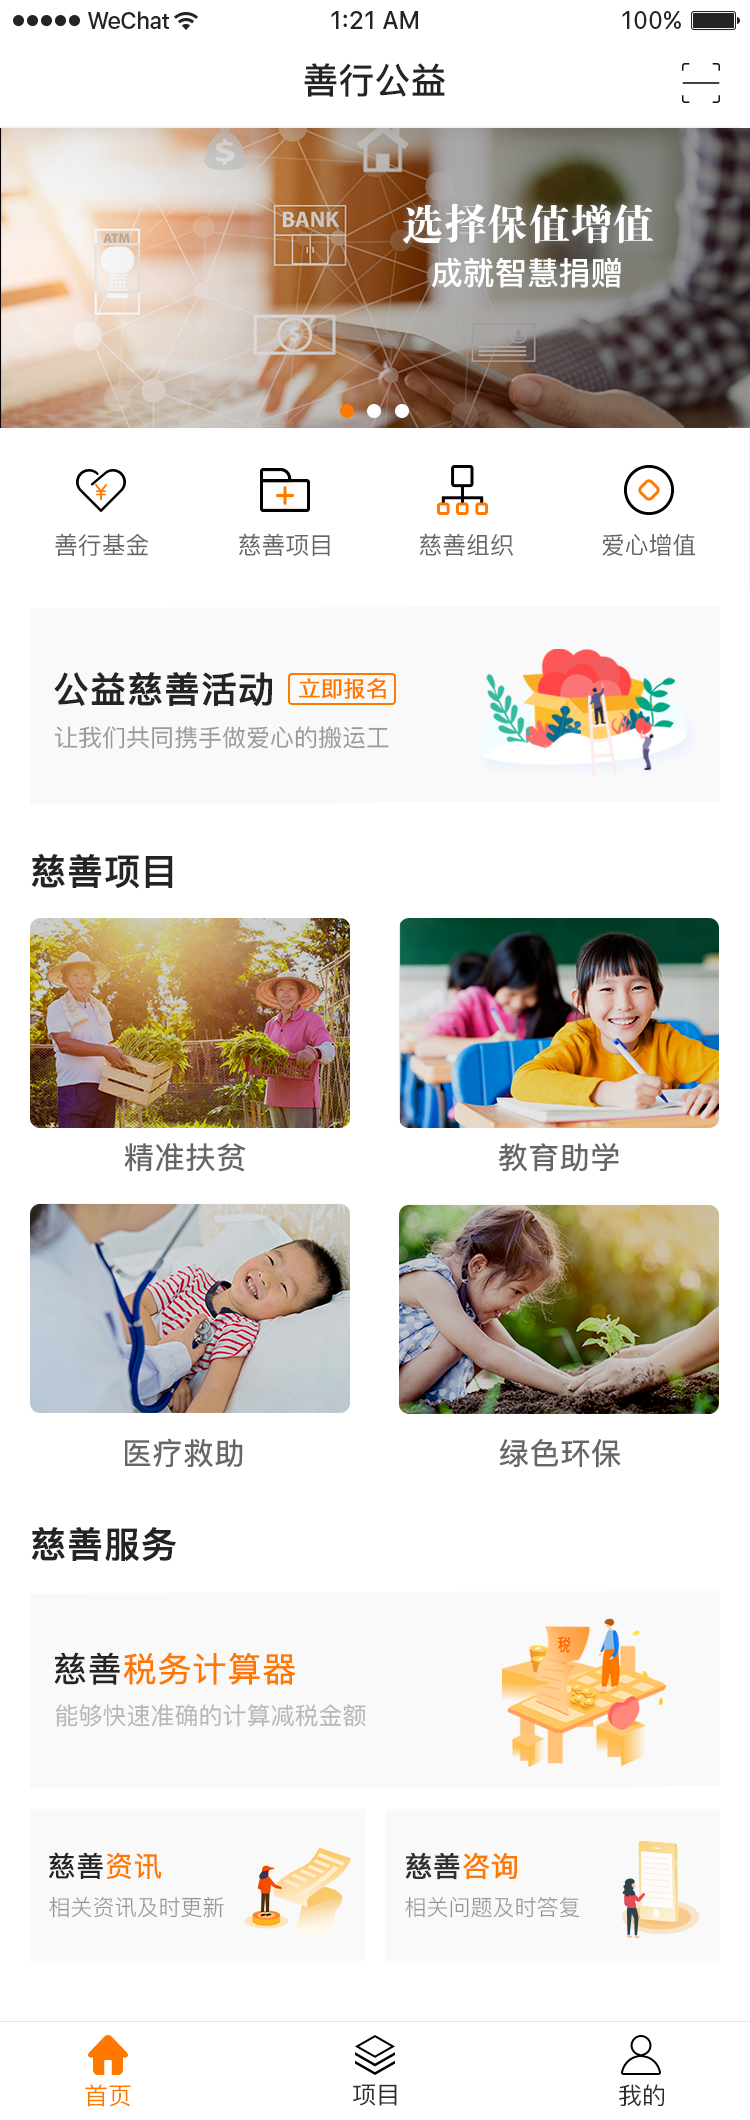 WeChat 1:21 AM 100%
善行公益
ATM
BANK
选择保值增值
成就智慧捐赠
善行基金 慈善项目 慈善组织 爱心增值
公益慈善活动 立即报名
让我们共同携手做爱心的搬运工
慈善项目
精准扶贫 教育助学
医疗救助 绿色环保
慈善服务
税
慈善税务计算器
能够快速准确的计算减税金额
慈善资讯 慈善咨询
相关资讯及时更新 相关问题及时答复
首页 项目 我的